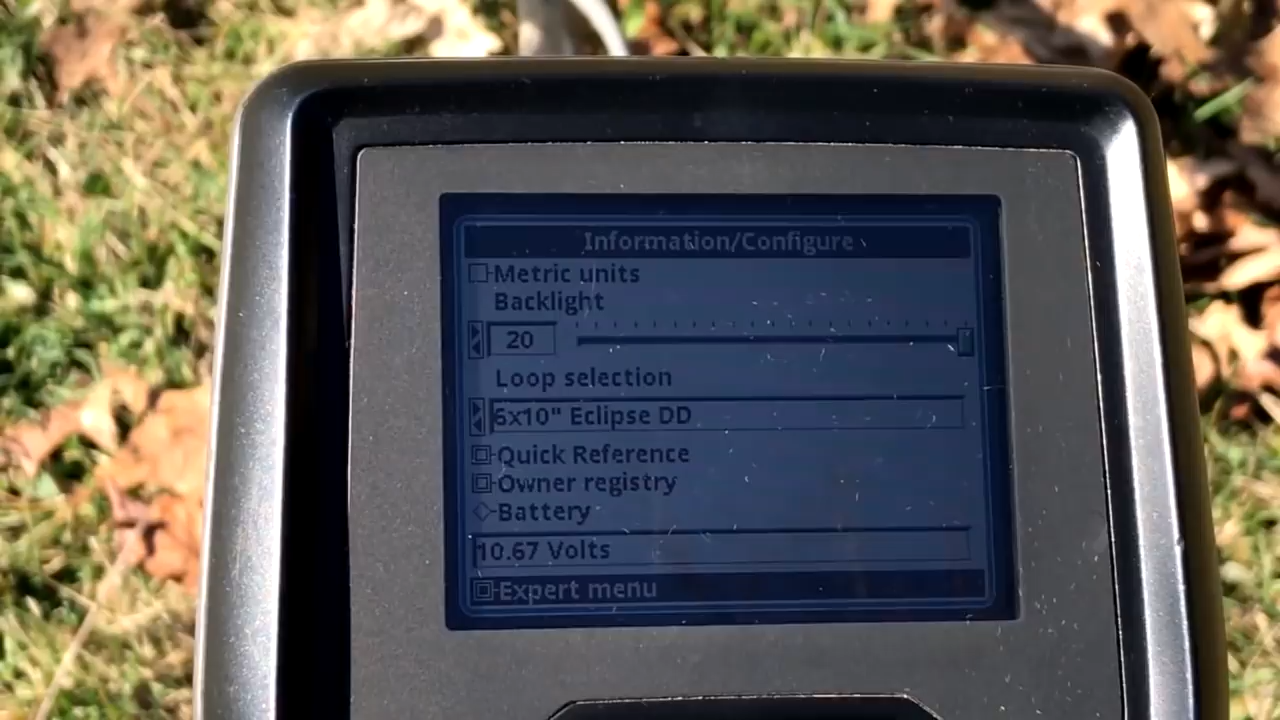 Information/Configure
Metric units
Backlight
20
Loop selection
6x10" Eclipse DD
Quick Reference
Owner registry
Battery
10.67 Volts
Expert menu